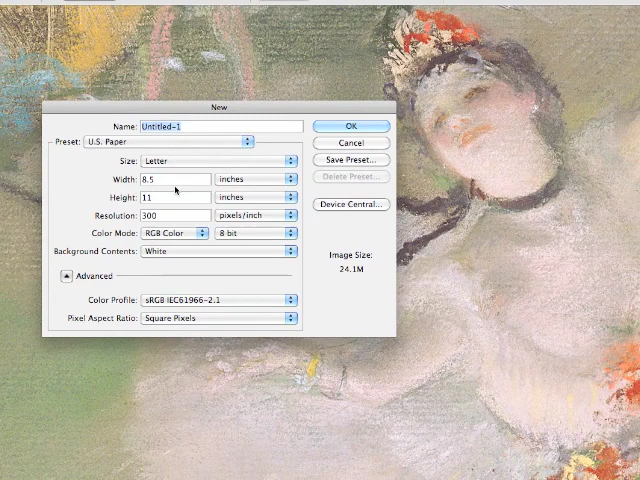 New
Name: Untitled-1
Preset: U.S. Paper
Size: Letter
Width: 8.5 inches
Height: 11 inches
Resolution: 300 pixels/inch
Color Mode: RGB Color 8 bit
Background Contents: White
Advanced
Color Profile: sRGB IEC61966-2.1
Pixel Aspect Ratio: Square Pixels
OK
Cancel
Save Preset...
Delete Preset...
Device Central...
Image Size:
24.1M